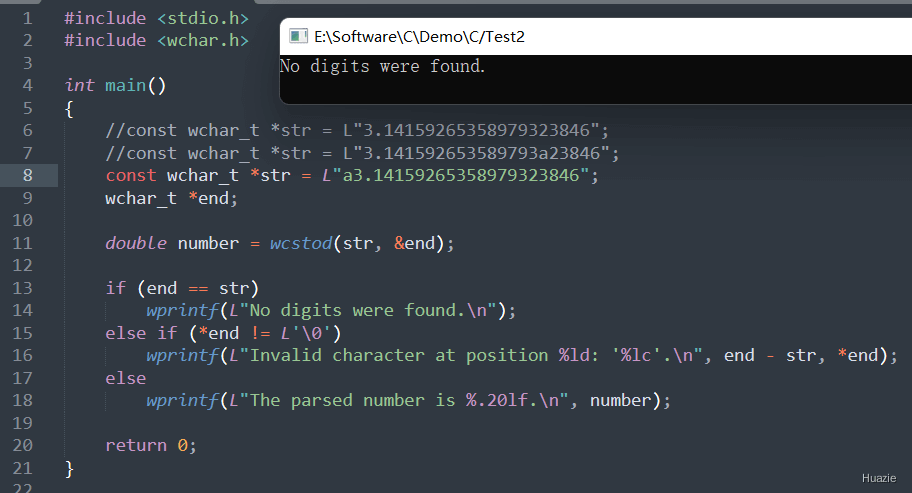 1 #include <stdio.h>
2 #include <wchar.h>
E:\Software\C\Demo\C/Test2
No digits were found.
3
4 int main()
5 {
6     //const wchar_t *str = L"3.14159265358979323846";
7     //const wchar_t *str = L"3.141592653589793a23846";
8     const wchar_t *str = L"a3.14159265358979323846";
9     wchar_t *end;
10
11     double number = wcstod(str, &end);
12
13     if (end == str)
14         wprintf(L"No digits were found.\n");
15     else if (*end != L'\0')
16         wprintf(L"Invalid character at position %ld: '%lc'.\n", end - str, *end);
17     else
18         wprintf(L"The parsed number is %.20lf.\n", number);
19
20     return 0;
21 }
22
Huazie